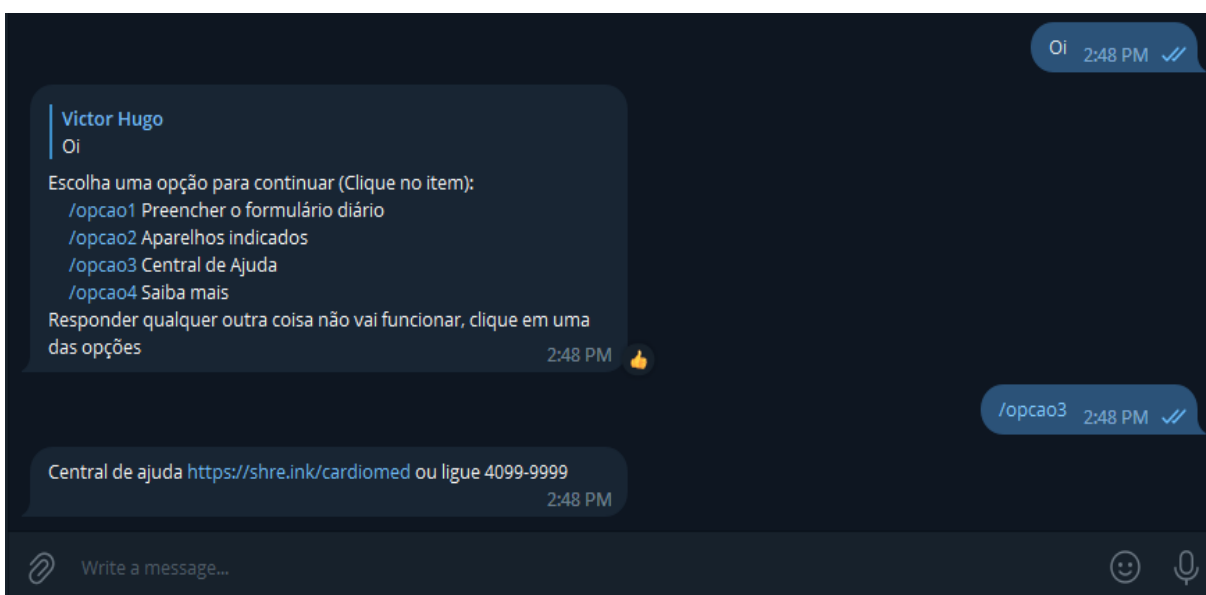 Oi 2:48 PM
Victor Hugo
Oi
Escolha uma opção para continuar (Clique no item):
/opcao1 Preencher o formulário diário
/opcao2 Aparelhos indicados
/opcao3 Central de Ajuda
/opcao4 Saiba mais
Responder qualquer outra coisa não vai funcionar, clique em uma
das opções 2:48 PM
/opcao3 2:48 PM
Central de ajuda https://shre.ink/cardiomed ou ligue 4099-9999
2:48 PM
Write a message...